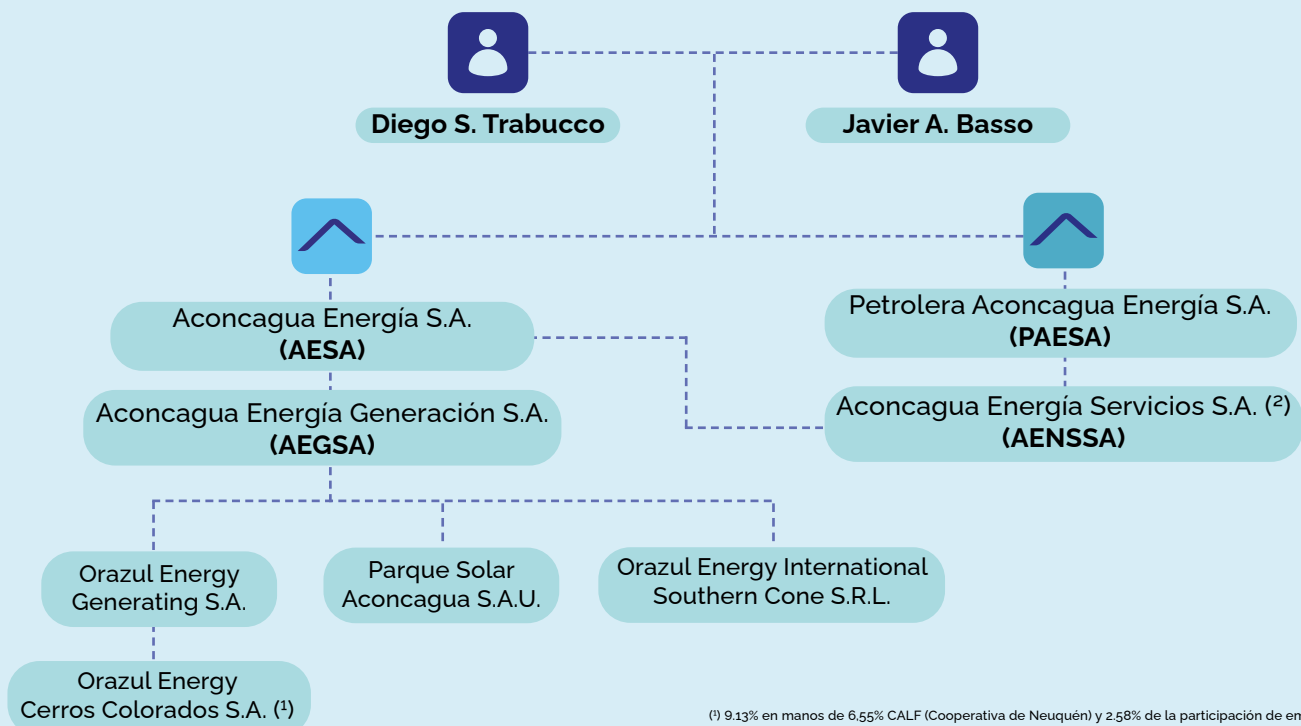 Diego S. Trabucco
Javier A. Basso
Aconcagua Energía S.A.
(AESA)
Petrolera Aconcagua Energía S.A.
(PAESA)
Aconcagua Energía Generación S.A.
(AEGSA)
Aconcagua Energía Servicios S.A. (²)
(AENSSA)
Orazul Energy
Generating S.A.
Parque Solar
Aconcagua S.A.U.
Orazul Energy International
Southern Cone S.R.L.
Orazul Energy
Cerros Colorados S.A. (¹)
(¹) 9.13% en manos de 6,55% CALF (Cooperativa de Neuquén) y 2.58% de la participación de